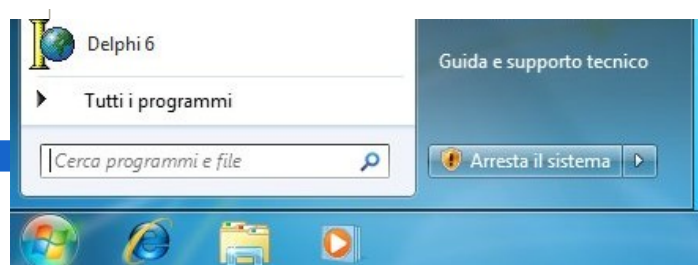 Delphi 6
Guida e supporto tecnico
Tutti i programmi
Cerca programmi e file
Arresta il sistema